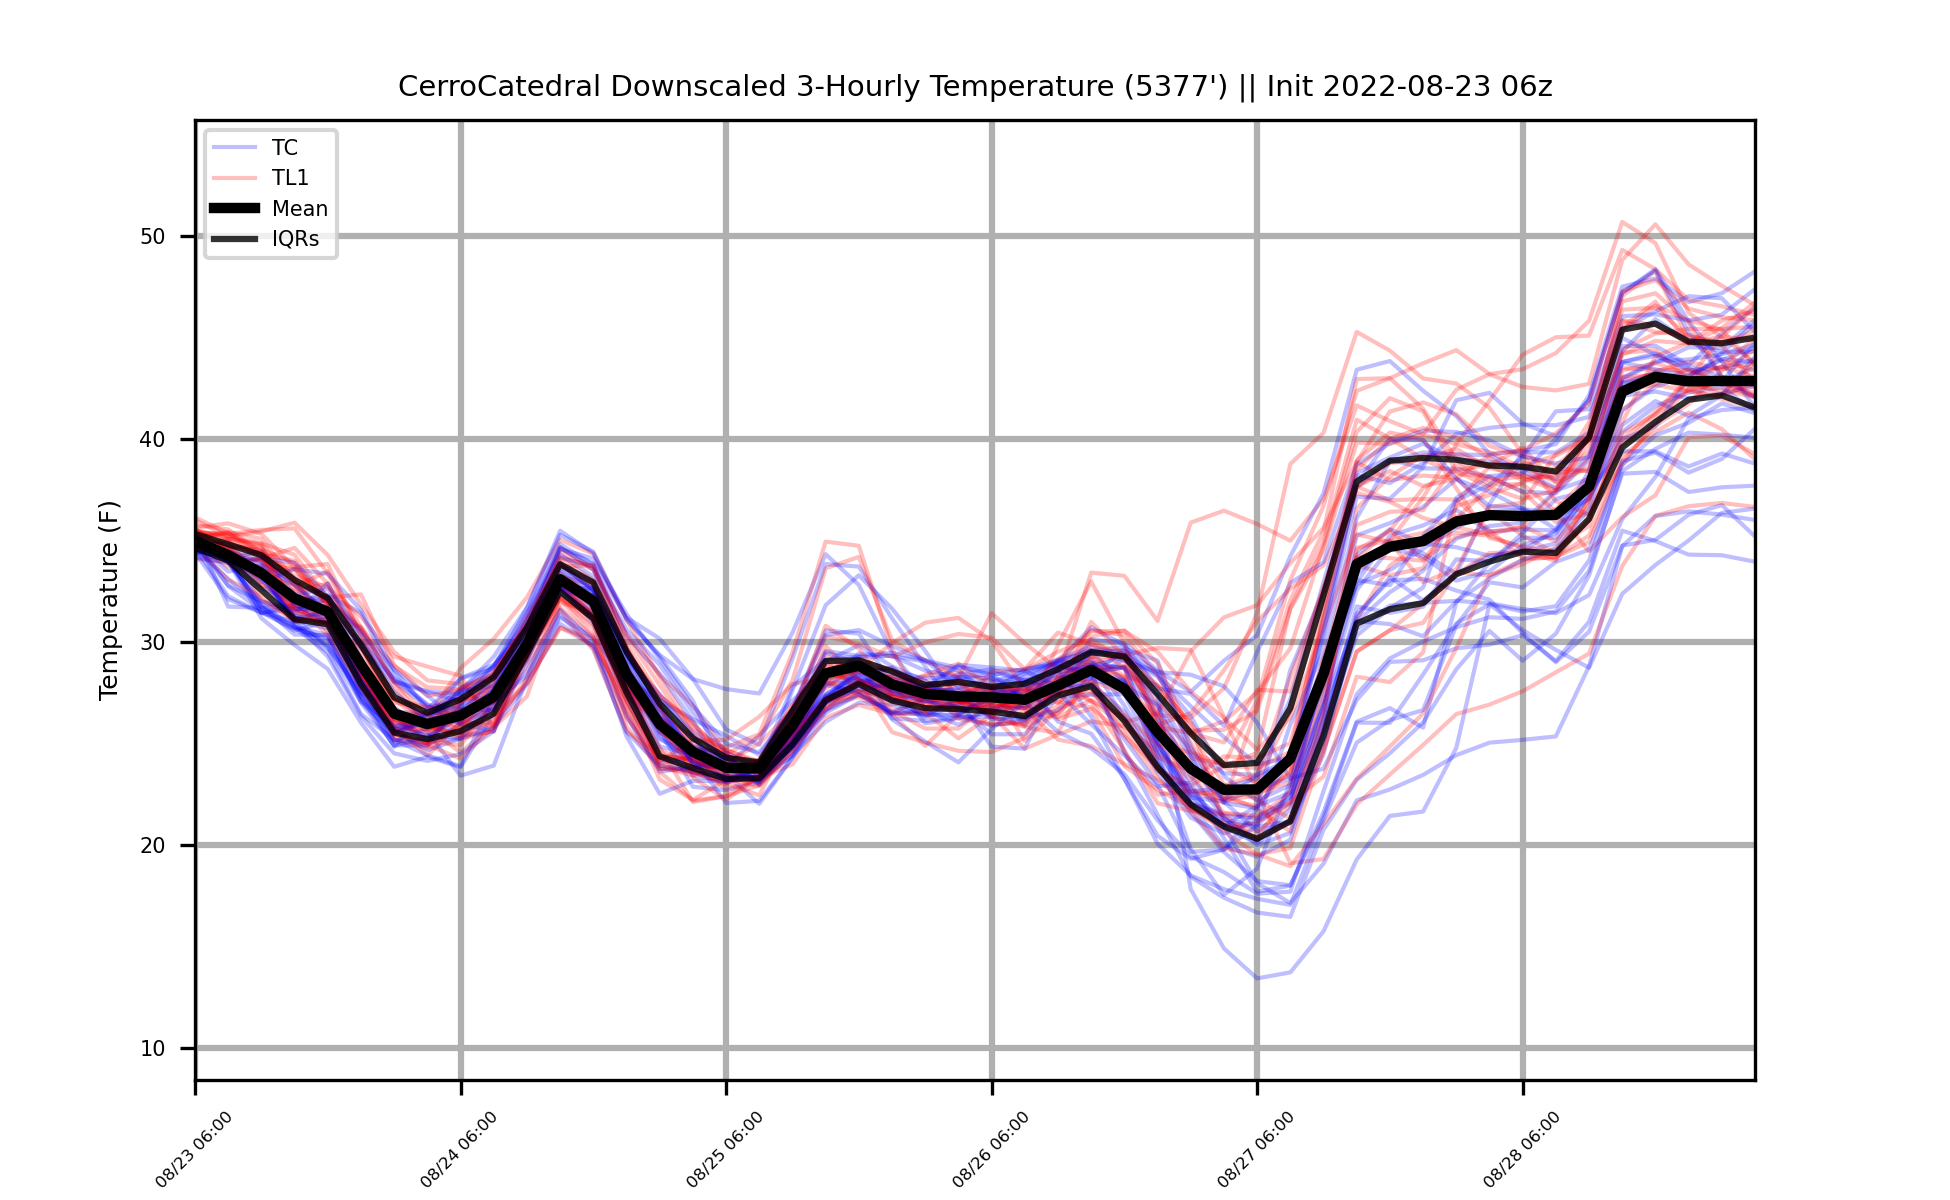 CerroCatedral Downscaled 3-Hourly Temperature (5377') || Init 2022-08-23 06z
TC
TL1
Mean
IQRs
Temperature (F)
50
40
30
20
10
08/23 06:00
08/24 06:00
08/25 06:00
08/26 06:00
08/27 06:00
08/28 06:00